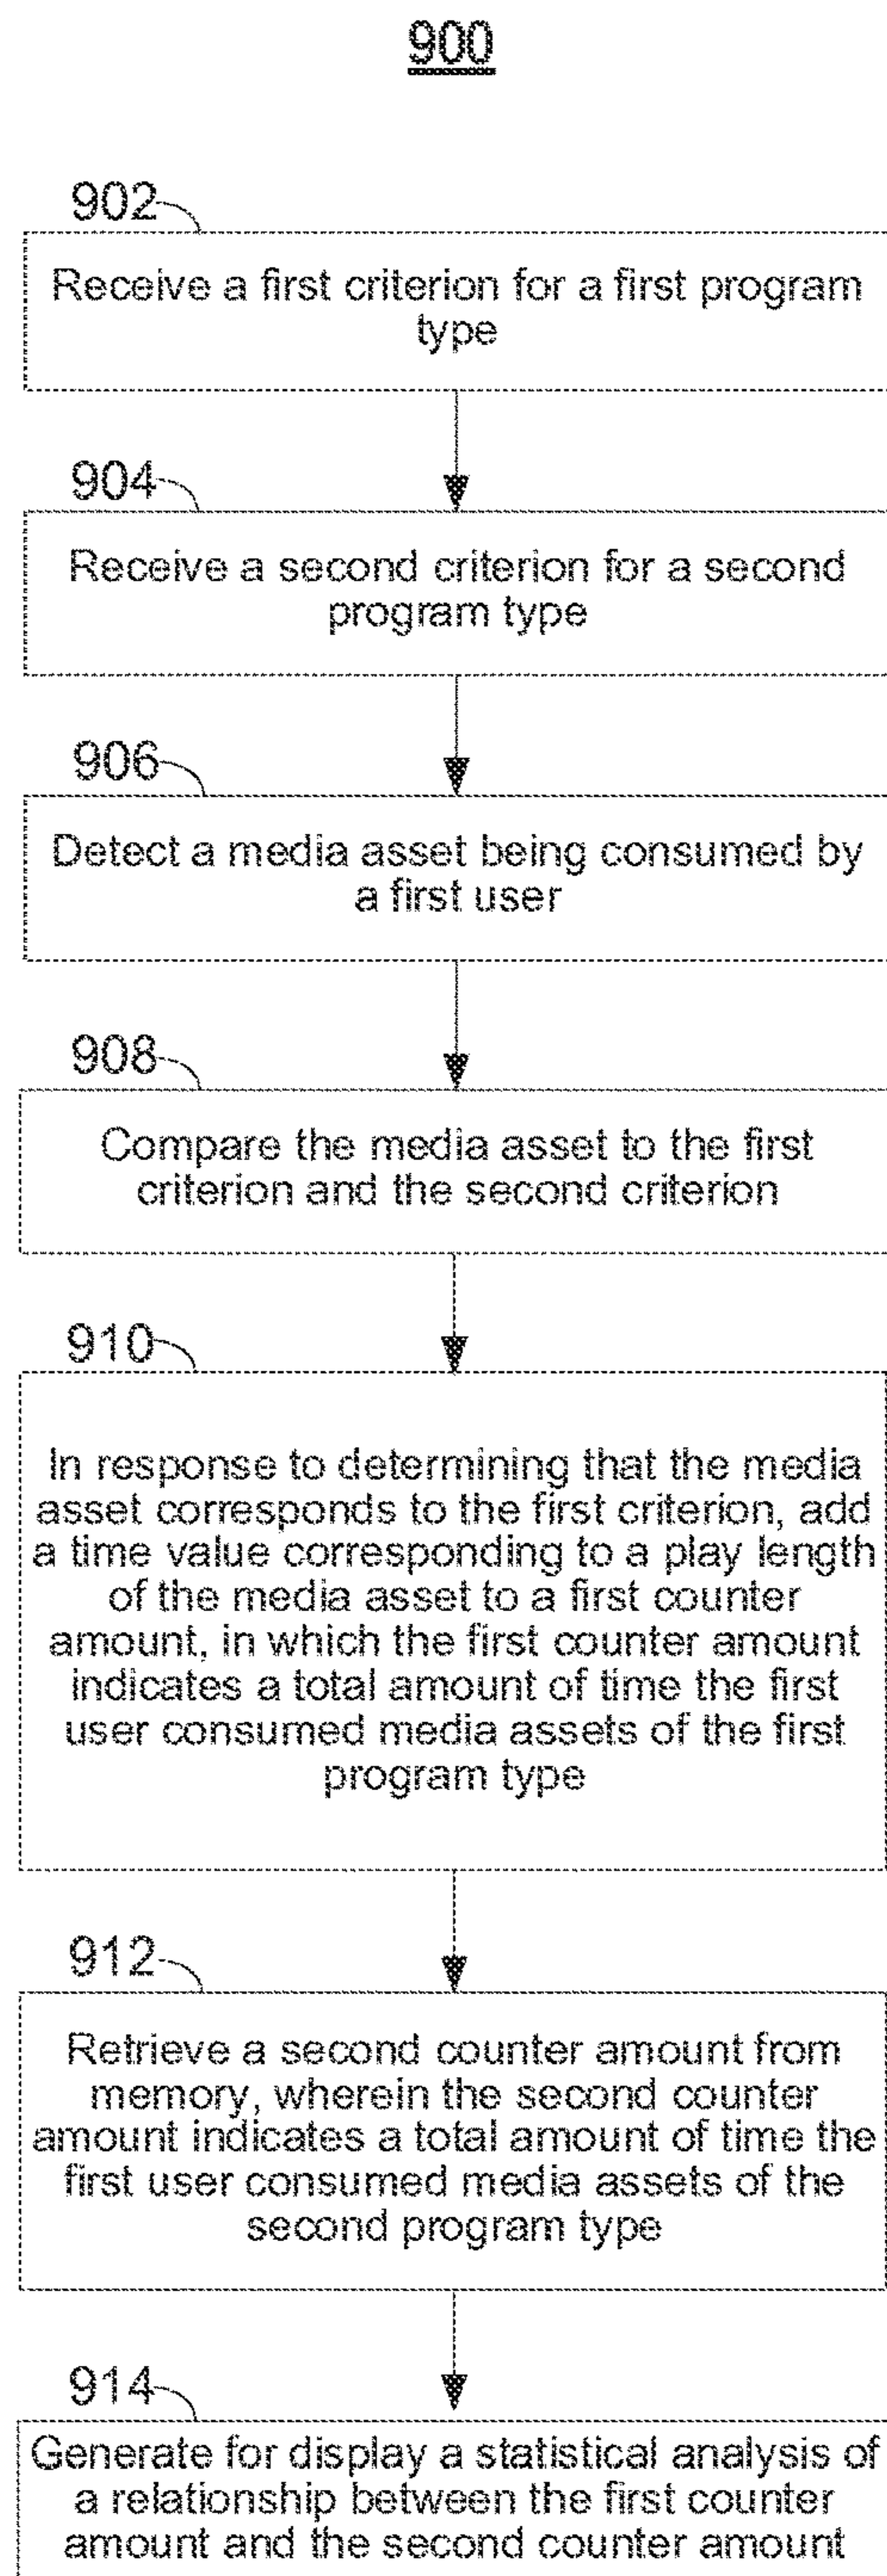 900
902
Receive a first criterion for a first program
type
904
Receive a second criterion for a second
program type
906
Detect a media asset being consumed by
a first user
908
Compare the media asset to the first
criterion and the second criterion
910
In response to determining that the media
asset corresponds to the first criterion, add
a time value corresponding to a play length
of the media asset to a first counter
amount, in which the first counter amount
indicates a total amount of time the first
user consumed media assets of the first
program type
912
Retrieve a second counter amount from
memory, wherein the second counter
amount indicates a total amount of time the
first user consumed media assets of the
second program type
914
Generate for display a statistical analysis of
a relationship between the first counter
amount and the second counter amount